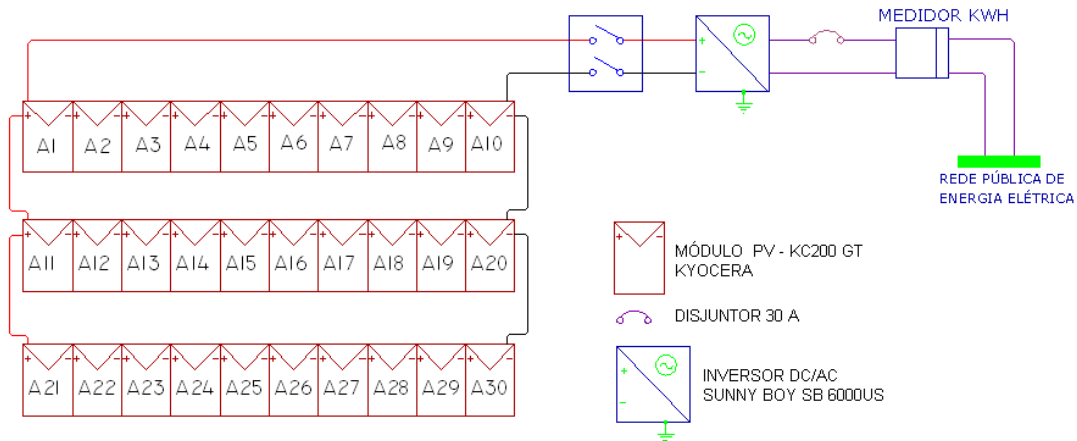 MEDIDOR KWH
+
−
REDE PÚBLICA DE
ENERGIA ELÉTRICA
+ − + − + − + − + − + − + − + − + − + −
A1 A2 A3 A4 A5 A6 A7 A8 A9 A10
+ − + − + − + − + − + − + − + − + − + −
A11 A12 A13 A14 A15 A16 A17 A18 A19 A20
+ − + − + − + − + − + − + − + − + − + −
A21 A22 A23 A24 A25 A26 A27 A28 A29 A30
+ −
MÓDULO PV - KC200 GT
KYOCERA
DISJUNTOR 30 A
+
−
INVERSOR DC/AC
SUNNY BOY SB 6000US